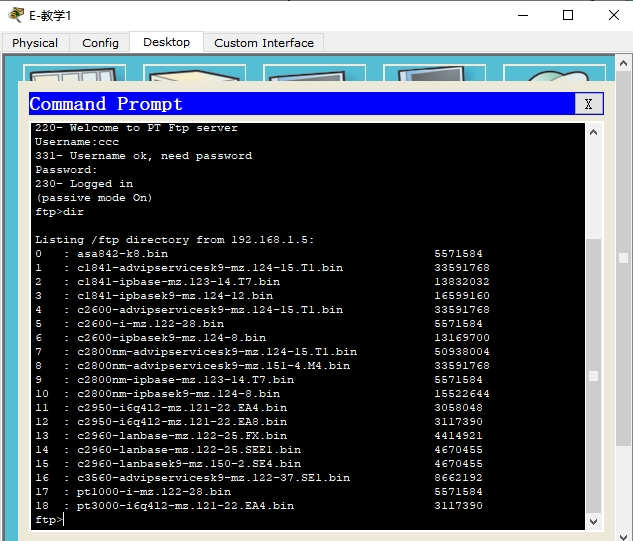 E-教学1
Physical Config Desktop Custom Interface
Command Prompt X
220- Welcome to PT Ftp server
Username:ccc
331- Username ok, need password
Password:
230- Logged in
(passive mode On)
ftp>dir
Listing /ftp directory from 192.168.1.5:
0 : asa842-k8.bin 5571584
1 : c1841-advipservicesk9-mz.124-15.T1.bin 33591768
2 : c1841-ipbase-mz.123-14.T7.bin 13832032
3 : c1841-ipbasek9-mz.124-12.bin 16599160
4 : c2600-advipservicesk9-mz.124-15.T1.bin 33591768
5 : c2600-i-mz.122-28.bin 5571584
6 : c2600-ipbasek9-mz.124-8.bin 13169700
7 : c2800nm-advipservicesk9-mz.124-15.T1.bin 50938004
8 : c2800nm-advipservicesk9-mz.151-4.M4.bin 33591768
9 : c2800nm-ipbase-mz.123-14.T7.bin 5571584
10 : c2800nm-ipbasek9-mz.124-8.bin 15522644
11 : c2950-i6q4l2-mz.121-22.EA4.bin 3058048
12 : c2950-i6q4l2-mz.121-22.EA8.bin 3117390
13 : c2960-lanbase-mz.122-25.FX.bin 4414921
14 : c2960-lanbase-mz.122-25.SEE1.bin 4670455
15 : c2960-lanbasek9-mz.150-2.SE4.bin 4670455
16 : c3560-advipservicesk9-mz.122-37.SE1.bin 8662192
17 : pt1000-i-mz.122-28.bin 5571584
18 : pt3000-i6q4l2-mz.121-22.EA4.bin 3117390
ftp>